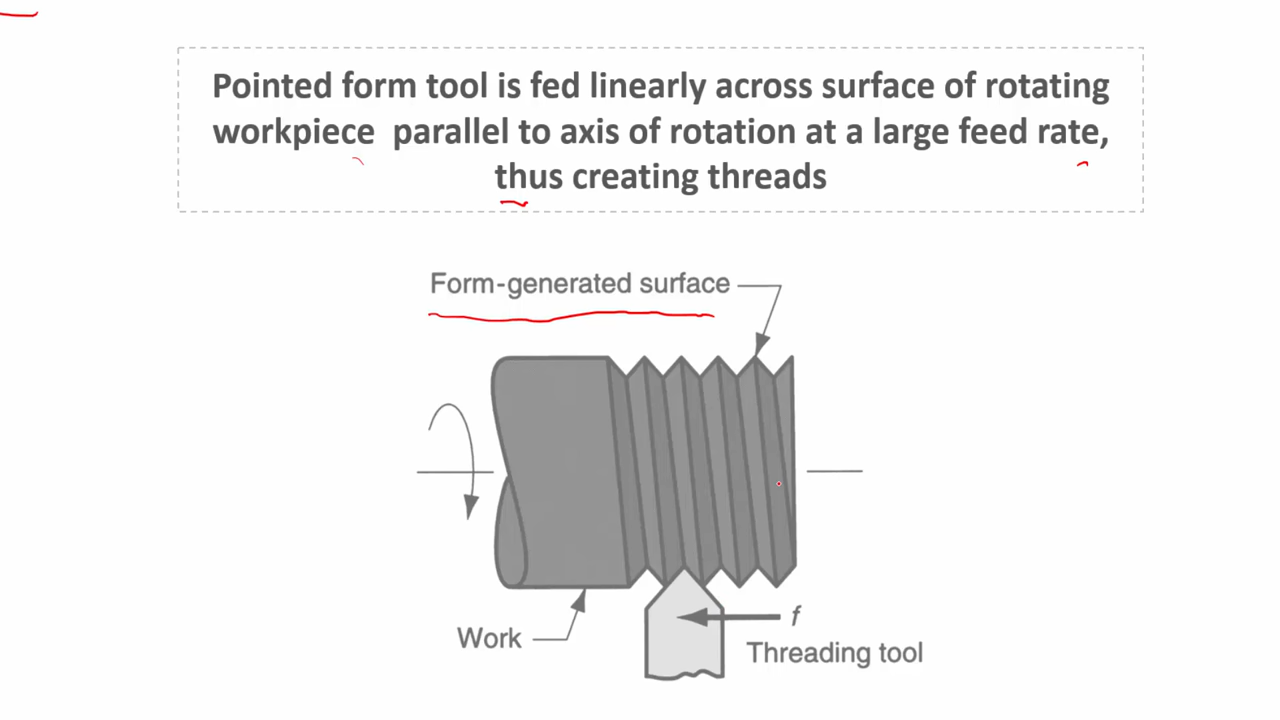 Pointed form tool is fed linearly across surface of rotating
workpiece parallel to axis of rotation at a large feed rate,
thus creating threads
Form-generated surface
Work
f
Threading tool